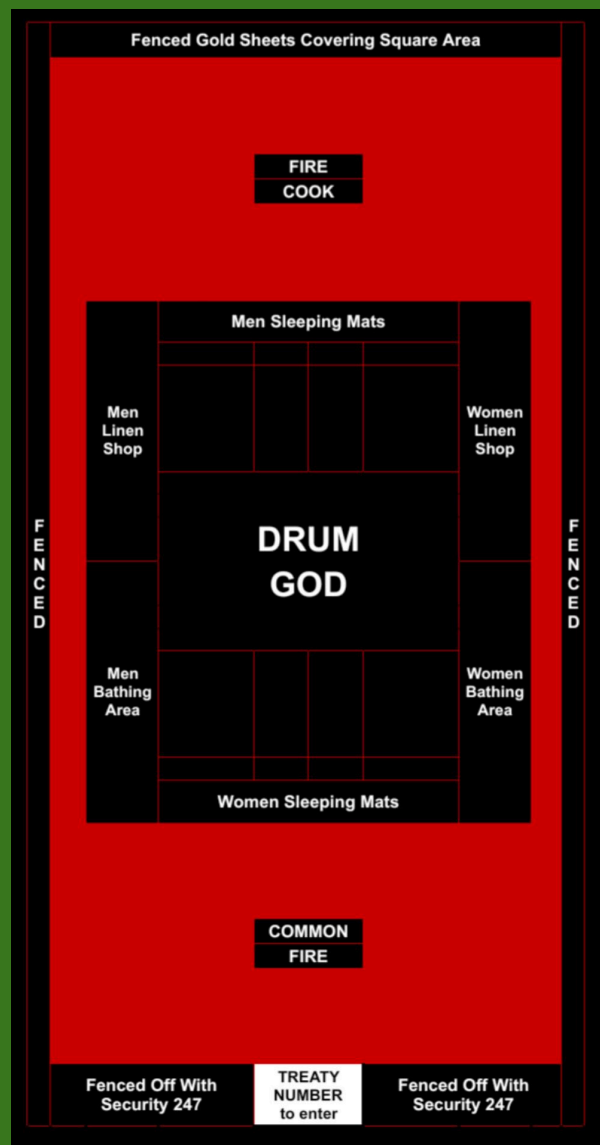 Fenced Gold Sheets Covering Square Area
FIRE
COOK
Men Sleeping Mats
Men
Linen
Shop
Women
Linen
Shop
F
E
N
C
E
D
DRUM
GOD
F
E
N
C
E
D
Men
Bathing
Area
Women
Bathing
Area
Women Sleeping Mats
COMMON
FIRE
Fenced Off With
Security 247
TREATY
NUMBER
to enter
Fenced Off With
Security 247